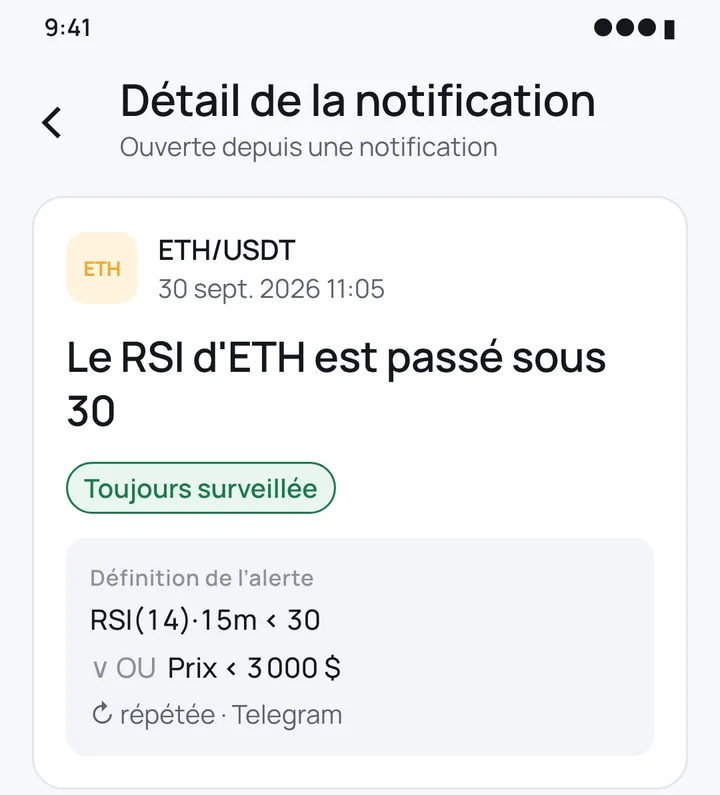 9:41
Détail de la notification
Ouverte depuis une notification
ETH
ETH/USDT
30 sept. 2026 11:05
Le RSI d'ETH est passé sous
30
Toujours surveillée
Définition de l’alerte
RSI(14)·15m < 30
∨ OU Prix < 3 000 $
↻ répétée · Telegram